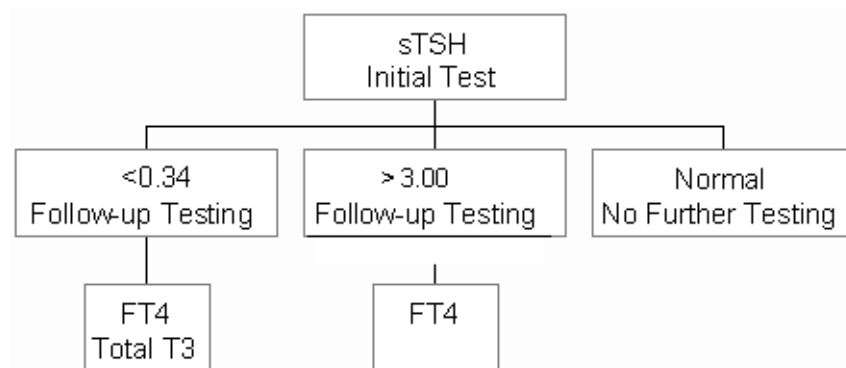 sTSH
Initial Test
<0.34
Follow-up Testing
> 3.00
Follow-up Testing
Normal
No Further Testing
FT4
Total T3
FT4